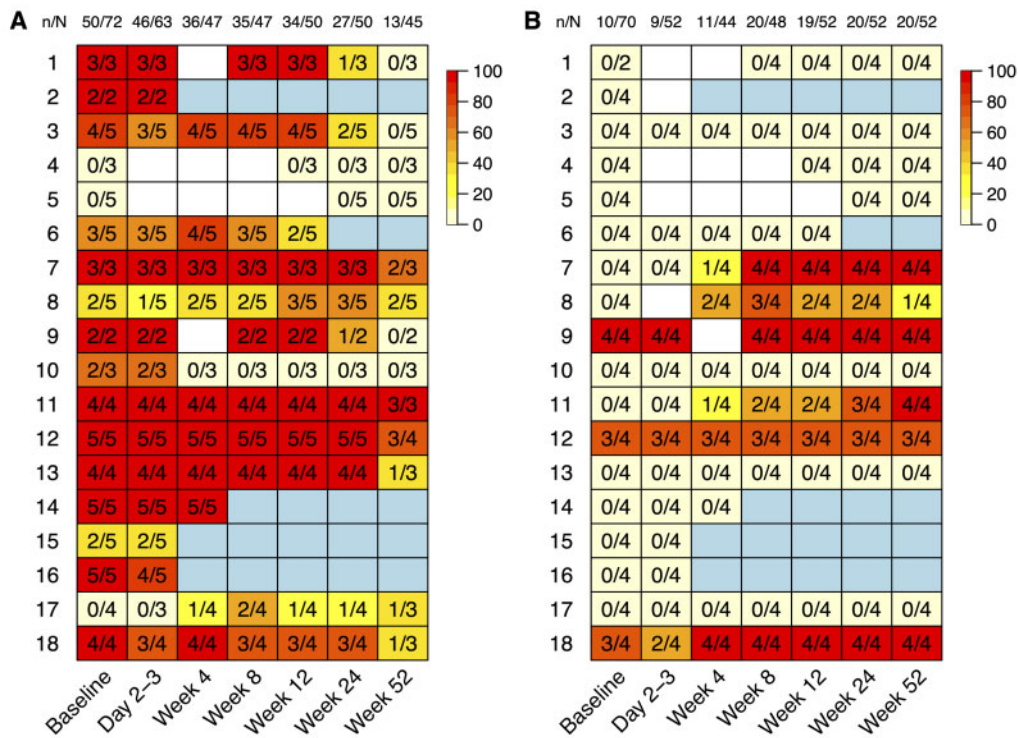 A n/N 50/72 46/63 36/47 35/47 34/50 27/50 13/45
1 3/3 3/3 3/3 3/3 1/3 0/3
2 2/2 2/2
3 4/5 3/5 4/5 4/5 4/5 2/5 0/5
4 0/3 0/3 0/3 0/3
5 0/5 0/5 0/5
6 3/5 3/5 4/5 3/5 2/5
7 3/3 3/3 3/3 3/3 3/3 3/3 2/3
8 2/5 1/5 2/5 2/5 3/5 3/5 2/5
9 2/2 2/2 2/2 2/2 1/2 0/2
10 2/3 2/3 0/3 0/3 0/3 0/3 0/3
11 4/4 4/4 4/4 4/4 4/4 4/4 3/3
12 5/5 5/5 5/5 5/5 5/5 5/5 3/4
13 4/4 4/4 4/4 4/4 4/4 4/4 1/3
14 5/5 5/5 5/5
15 2/5 2/5
16 5/5 4/5
17 0/4 0/3 1/4 2/4 1/4 1/4 1/3
18 4/4 3/4 4/4 3/4 3/4 3/4 1/3
Baseline Day 2–3 Week 4 Week 8 Week 12 Week 24 Week 52
100
80
60
40
20
0
B n/N 10/70 9/52 11/44 20/48 19/52 20/52 20/52
1 0/2 0/4 0/4 0/4 0/4
2 0/4
3 0/4 0/4 0/4 0/4 0/4 0/4 0/4
4 0/4 0/4 0/4 0/4
5 0/4 0/4 0/4
6 0/4 0/4 0/4 0/4 0/4
7 0/4 0/4 1/4 4/4 4/4 4/4 4/4
8 0/4 2/4 3/4 2/4 2/4 1/4
9 4/4 4/4 4/4 4/4 4/4 4/4
10 0/4 0/4 0/4 0/4 0/4 0/4 0/4
11 0/4 0/4 1/4 2/4 2/4 3/4 4/4
12 3/4 3/4 3/4 3/4 3/4 3/4 3/4
13 0/4 0/4 0/4 0/4 0/4 0/4 0/4
14 0/4 0/4 0/4
15 0/4 0/4
16 0/4 0/4
17 0/4 0/4 0/4 0/4 0/4 0/4 0/4
18 3/4 2/4 4/4 4/4 4/4 4/4 4/4
Baseline Day 2–3 Week 4 Week 8 Week 12 Week 24 Week 52
100
80
60
40
20
0